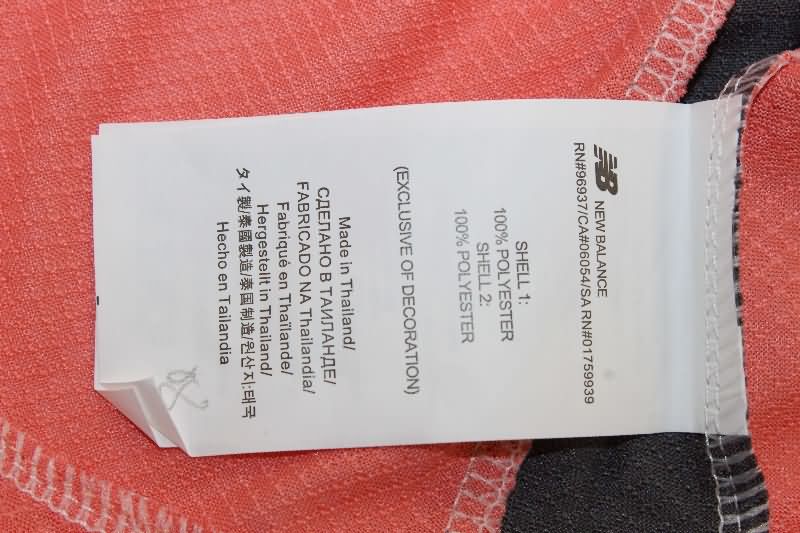 NB
NEW BALANCE
RN#96937/CA#06054/SA RN#01759939
SHELL 1:
100% POLYESTER
SHELL 2:
100% POLYESTER
(EXCLUSIVE OF DECORATION)
Made in Thailand/
СДЕЛАНО В ТАИЛАНДЕ/
FABRICADO NA Thailandia/
Fabriqué en Thaïlande/
Hergestellt in Thailand/
タイ製/泰國製造/泰国制造/원산지:태국
Hecho en Tailandia